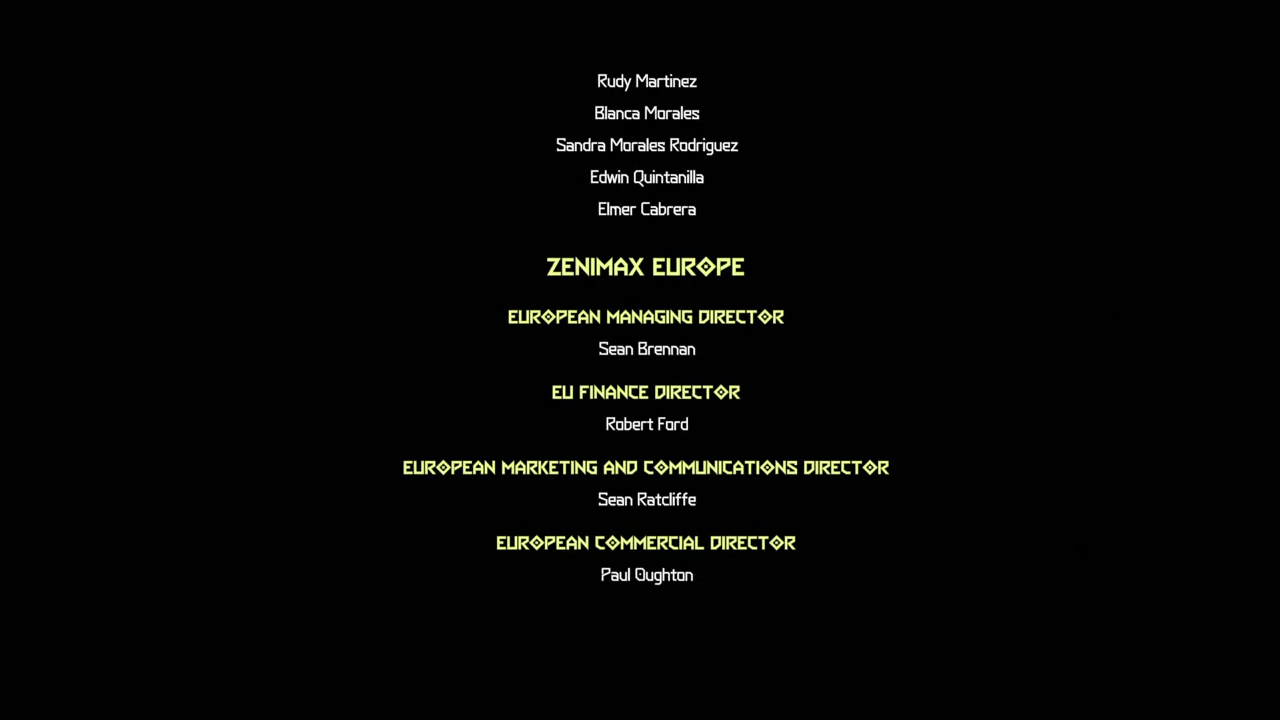 Rudy Martinez
Blanca Morales
Sandra Morales Rodriguez
Edwin Quintanilla
Elmer Cabrera
ZENIMAX EUROPE
EUROPEAN MANAGING DIRECTOR
Sean Brennan
EU FINANCE DIRECTOR
Robert Ford
EUROPEAN MARKETING AND COMMUNICATIONS DIRECTOR
Sean Ratcliffe
EUROPEAN COMMERCIAL DIRECTOR
Paul Oughton